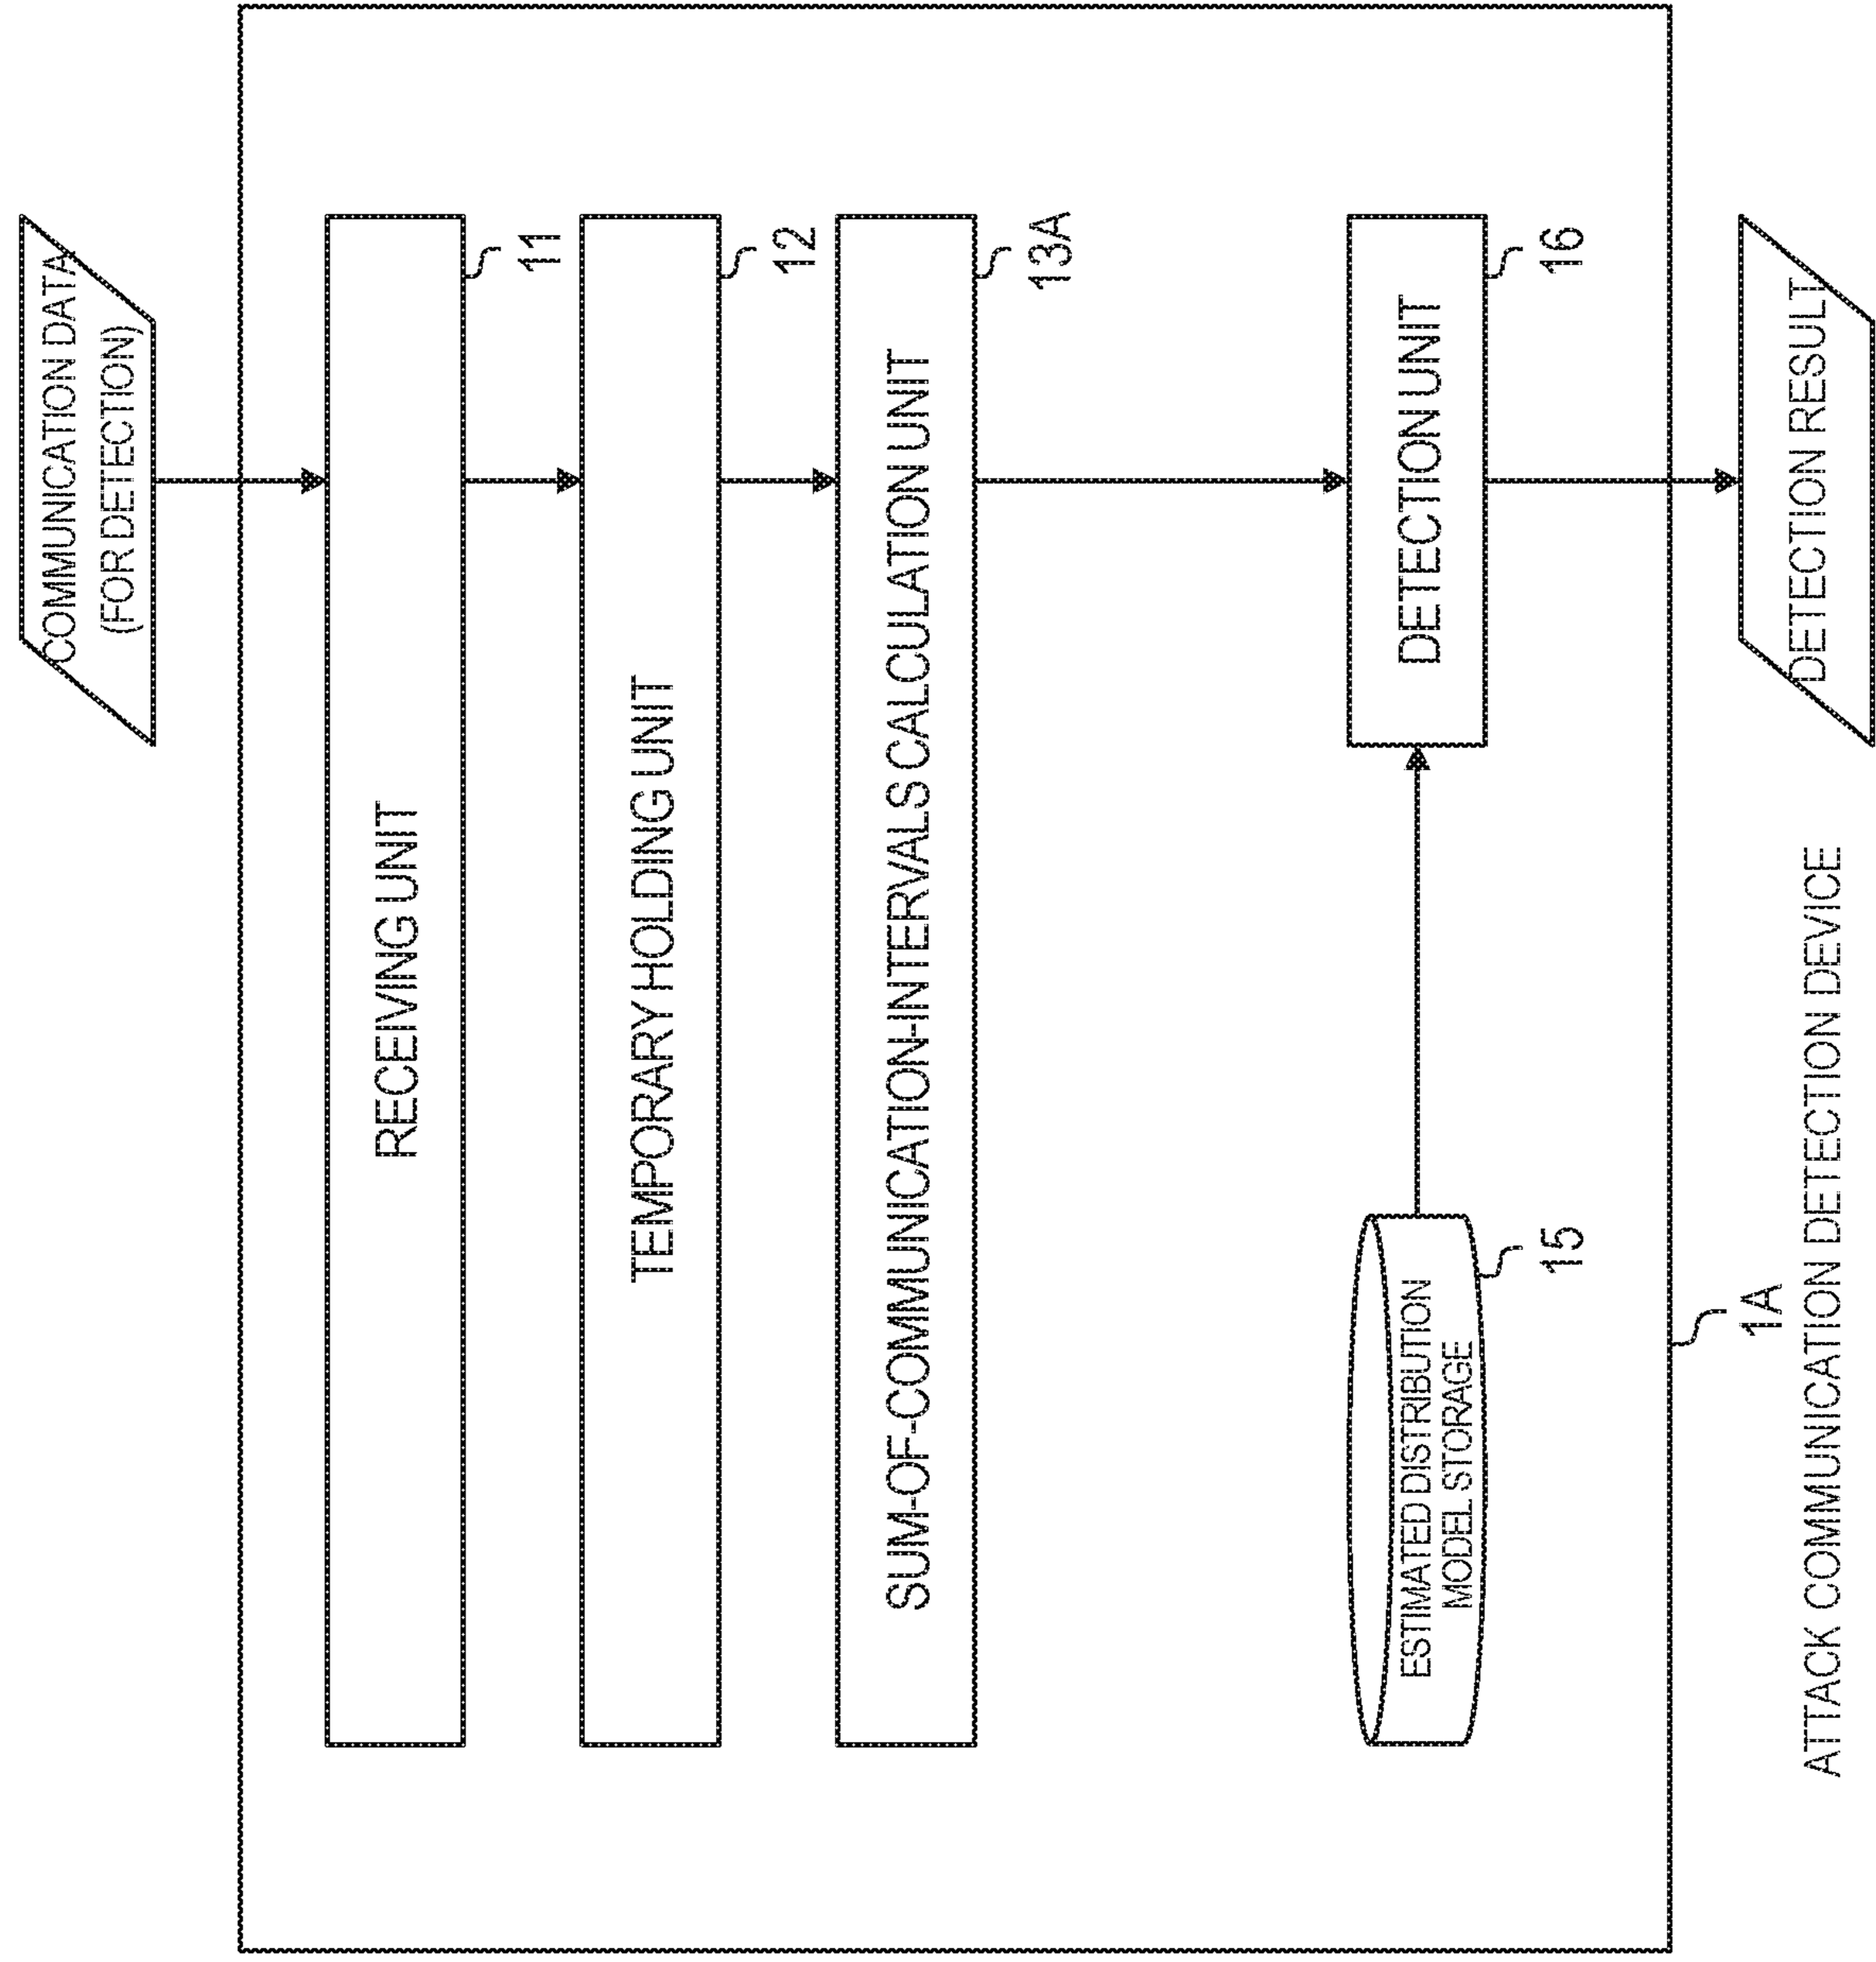 COMMUNICATION DATA
(FOR DETECTION)
RECEIVING UNIT
11
TEMPORARY HOLDING UNIT
12
SUM-OF-COMMUNICATION-INTERVALS CALCULATION UNIT
13A
ESTIMATED DISTRIBUTION
MODEL STORAGE
15
DETECTION UNIT
16
DETECTION RESULT
1A
ATTACK COMMUNICATION DETECTION DEVICE